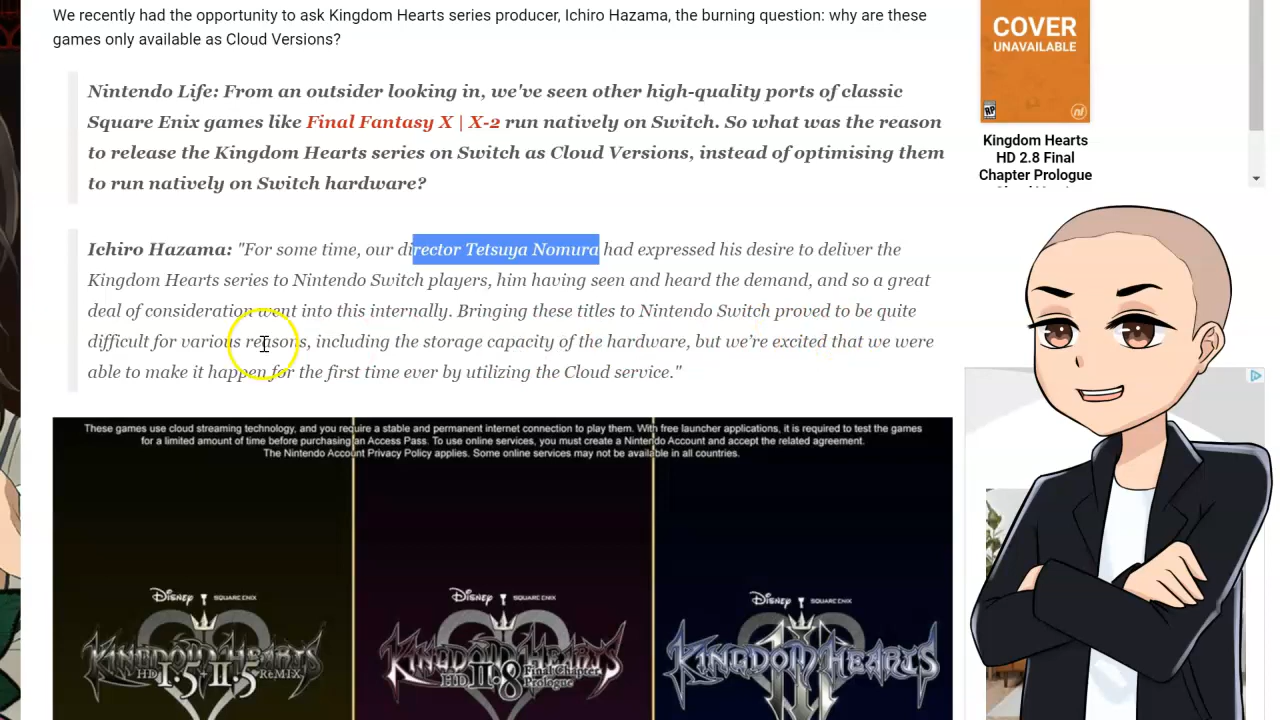 We recently had the opportunity to ask Kingdom Hearts series producer, Ichiro Hazama, the burning question: why are these
games only available as Cloud Versions?
Nintendo Life: From an outsider looking in, we've seen other high-quality ports of classic
Square Enix games like Final Fantasy X | X-2 run natively on Switch. So what was the reason
to release the Kingdom Hearts series on Switch as Cloud Versions, instead of optimising them
to run natively on Switch hardware?
Ichiro Hazama: "For some time, our director Tetsuya Nomura had expressed his desire to deliver the
Kingdom Hearts series to Nintendo Switch players, him having seen and heard the demand, and so a great
deal of consideration went into this internally. Bringing these titles to Nintendo Switch proved to be quite
difficult for various reasons, including the storage capacity of the hardware, but we're excited that we were
able to make it happen for the first time ever by utilizing the Cloud service."
These games use cloud streaming technology, and you require a stable and permanent internet connection to play them. With free launcher applications, it is required to test the games
for a limited amount of time before purchasing an Access Pass. To use online services, you must create a Nintendo Account and accept the related agreement.
The Nintendo Account Privacy Policy applies. Some online services may not be available in all countries.
Disney SQUARE ENIX
KINGDOM HEARTS
HD 1.5+II.5 ReMIX
Disney SQUARE ENIX
KINGDOM HEARTS
HD II.8 Final Chapter
Prologue
Disney SQUARE ENIX
KINGDOM HEARTS
III
COVER
UNAVAILABLE
RP
nf
Kingdom Hearts
HD 2.8 Final
Chapter Prologue